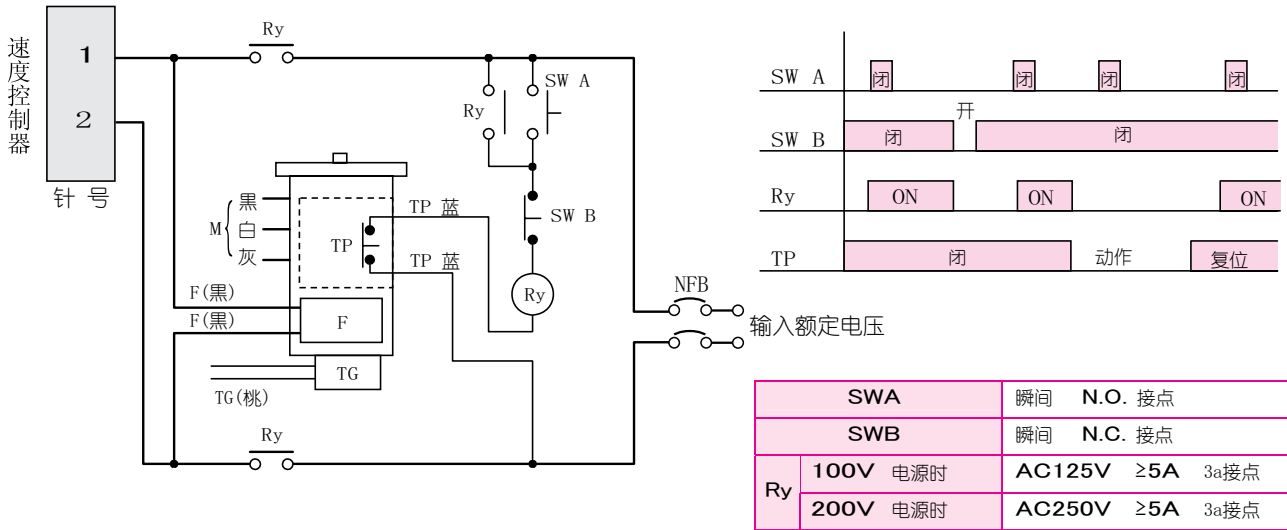 速度控制器
1
2
针 号
Ry
Ry
SW A
SW B
Ry
TP 蓝
TP 蓝
TP
M
黑
白
灰
F(黑)
F(黑)
F
TG
TG(桃)
Ry
NFB
输入额定电压
SW A 闭 闭 闭 闭
开
SW B 闭 闭
Ry ON ON ON
TP 闭 动作 复位
SWA 瞬间 N.O. 接点
SWB 瞬间 N.C. 接点
Ry 100V 电源时 AC125V ≥5A 3a接点
200V 电源时 AC250V ≥5A 3a接点